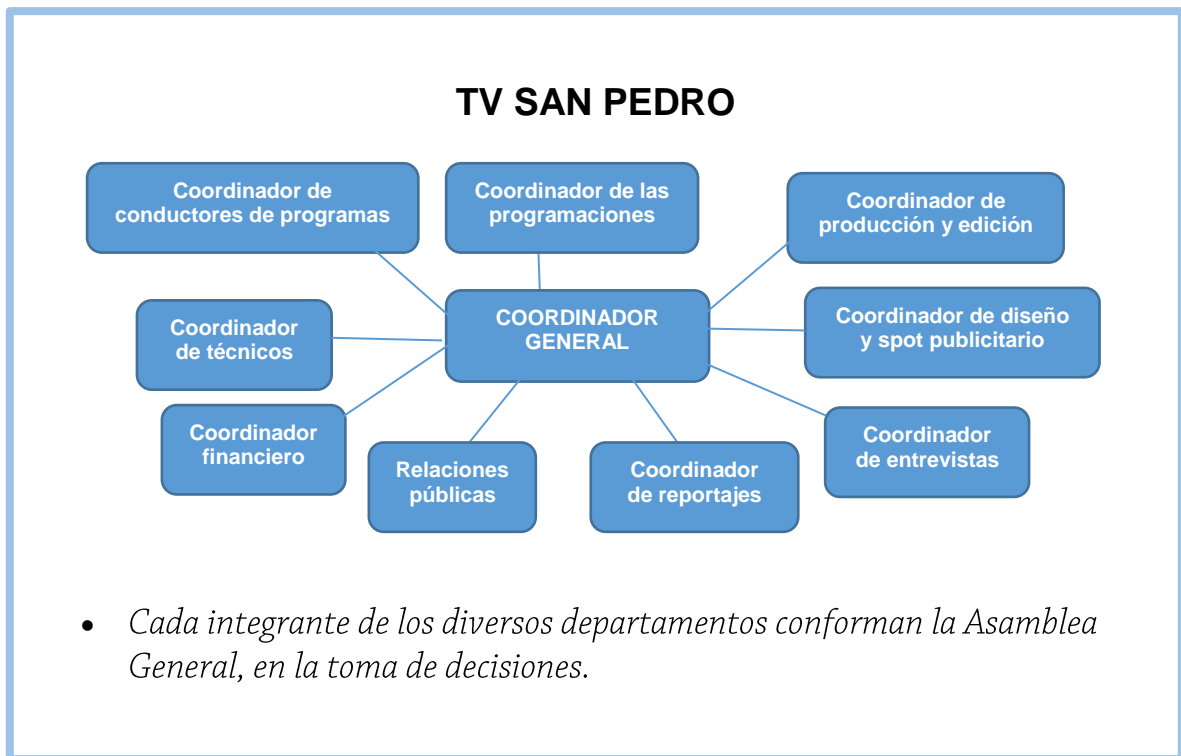 TV SAN PEDRO
Coordinador de
conductores de programas
Coordinador de las
programaciones
Coordinador de
producción y edición
Coordinador
de técnicos
COORDINADOR
GENERAL
Coordinador de diseño
y spot publicitario
Coordinador
financiero
Relaciones
públicas
Coordinador
de reportajes
Coordinador
de entrevistas
• Cada integrante de los diversos departamentos conforman la Asamblea
General, en la toma de decisiones.